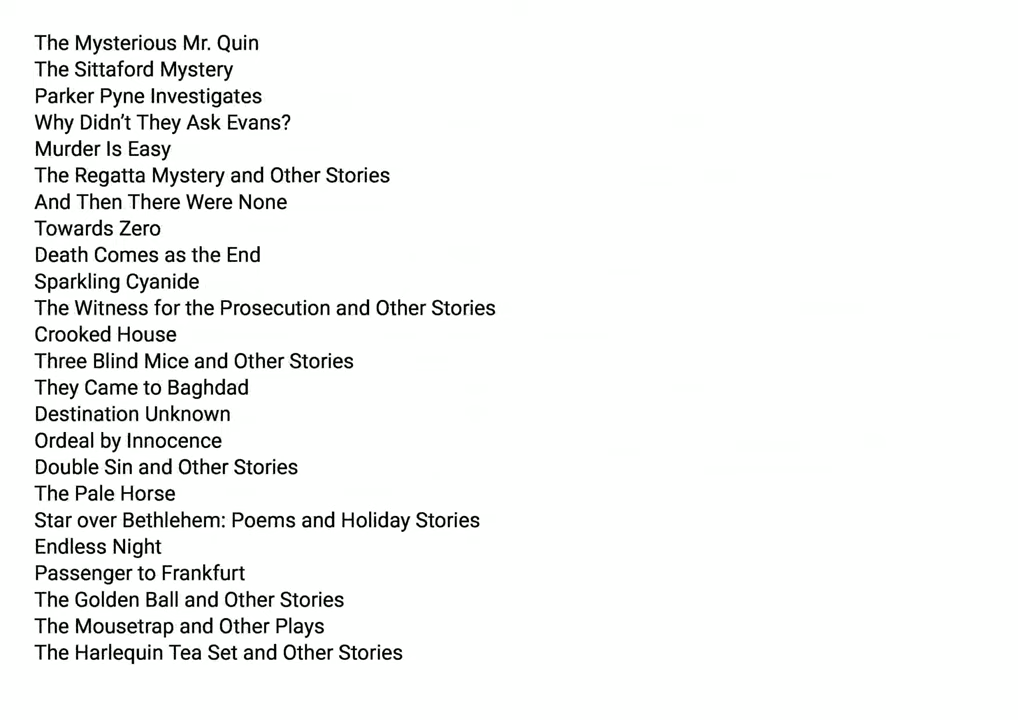 The Mysterious Mr. Quin
The Sittaford Mystery
Parker Pyne Investigates
Why Didn’t They Ask Evans?
Murder Is Easy
The Regatta Mystery and Other Stories
And Then There Were None
Towards Zero
Death Comes as the End
Sparkling Cyanide
The Witness for the Prosecution and Other Stories
Crooked House
Three Blind Mice and Other Stories
They Came to Baghdad
Destination Unknown
Ordeal by Innocence
Double Sin and Other Stories
The Pale Horse
Star over Bethlehem: Poems and Holiday Stories
Endless Night
Passenger to Frankfurt
The Golden Ball and Other Stories
The Mousetrap and Other Plays
The Harlequin Tea Set and Other Stories